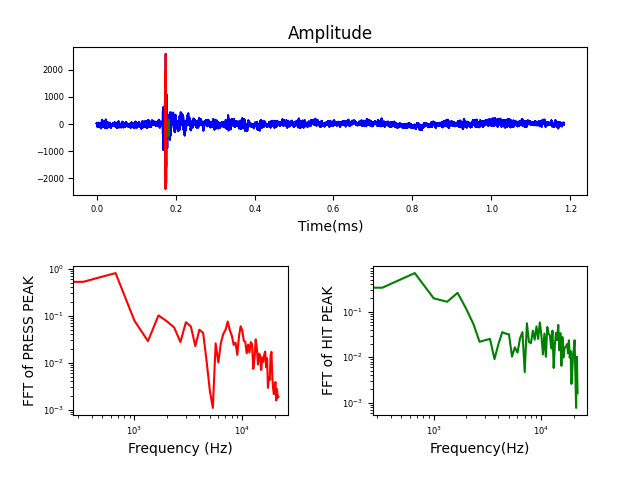 Amplitude
2000
1000
0
−1000
−2000
0.0 0.2 0.4 0.6 0.8 1.0 1.2
Time(ms)
FFT of PRESS PEAK
10⁰
10⁻¹
10⁻²
10⁻³
10³ 10⁴
Frequency (Hz)
FFT of HIT PEAK
10⁻¹
10⁻²
10⁻³
10³ 10⁴
Frequency(Hz)